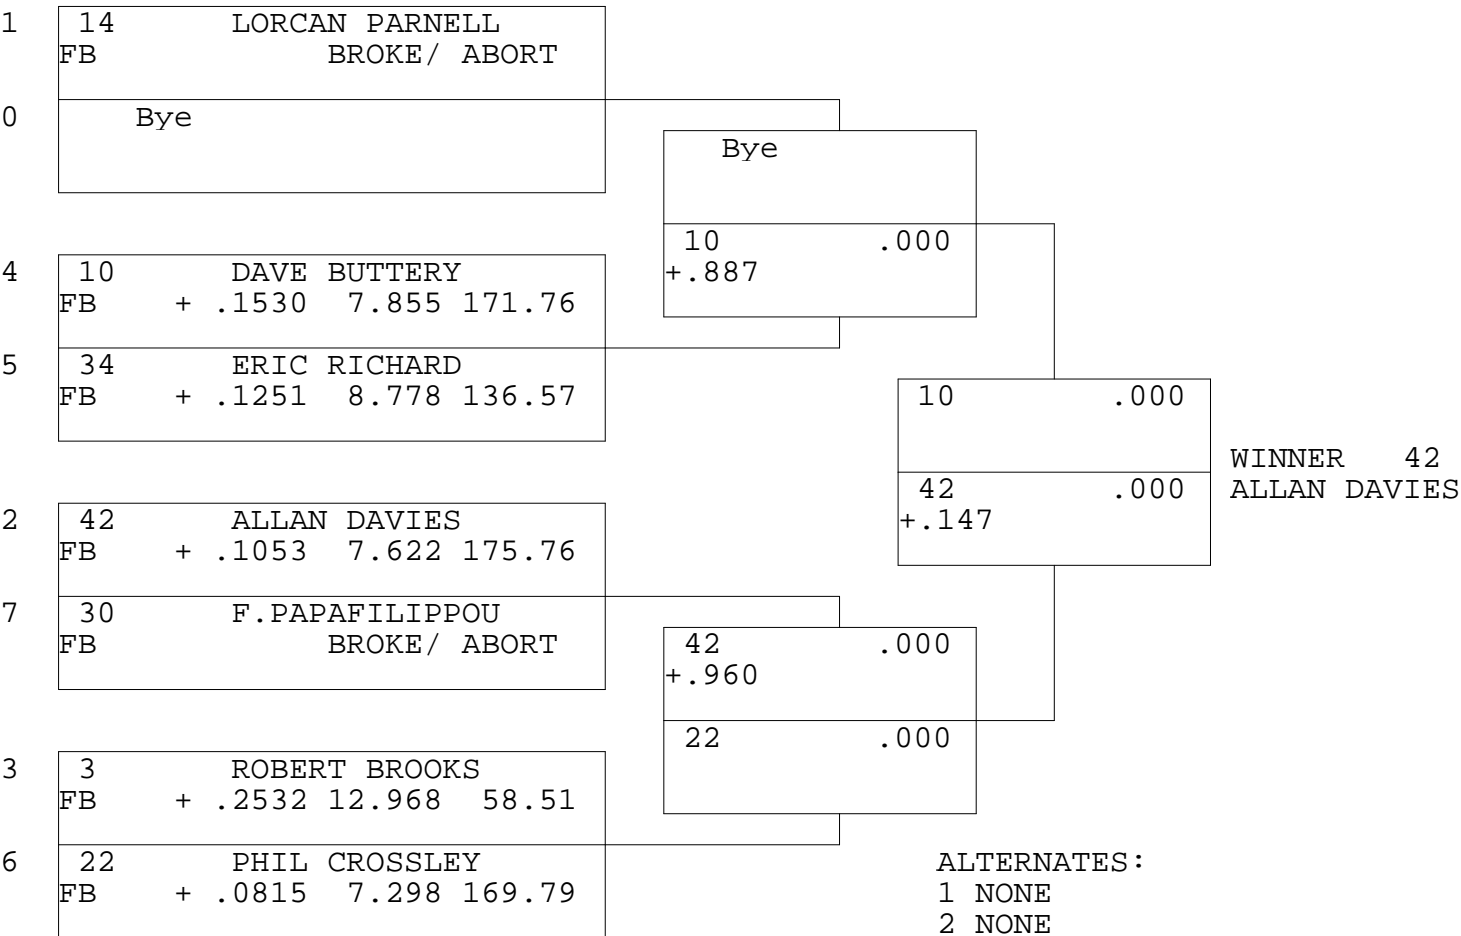 1 14 LORCAN PARNELL
FB BROKE/ ABORT
0 Bye
Bye
10 .000
+.887
4 10 DAVE BUTTERY
FB + .1530 7.855 171.76
5 34 ERIC RICHARD
FB + .1251 8.778 136.57
10 .000
42 .000
+.147
WINNER 42
ALLAN DAVIES
2 42 ALLAN DAVIES
FB + .1053 7.622 175.76
7 30 F.PAPAFILIPPOU
FB BROKE/ ABORT
42 .000
+.960
22 .000
3 3 ROBERT BROOKS
FB + .2532 12.968 58.51
6 22 PHIL CROSSLEY
FB + .0815 7.298 169.79
ALTERNATES:
1 NONE
2 NONE